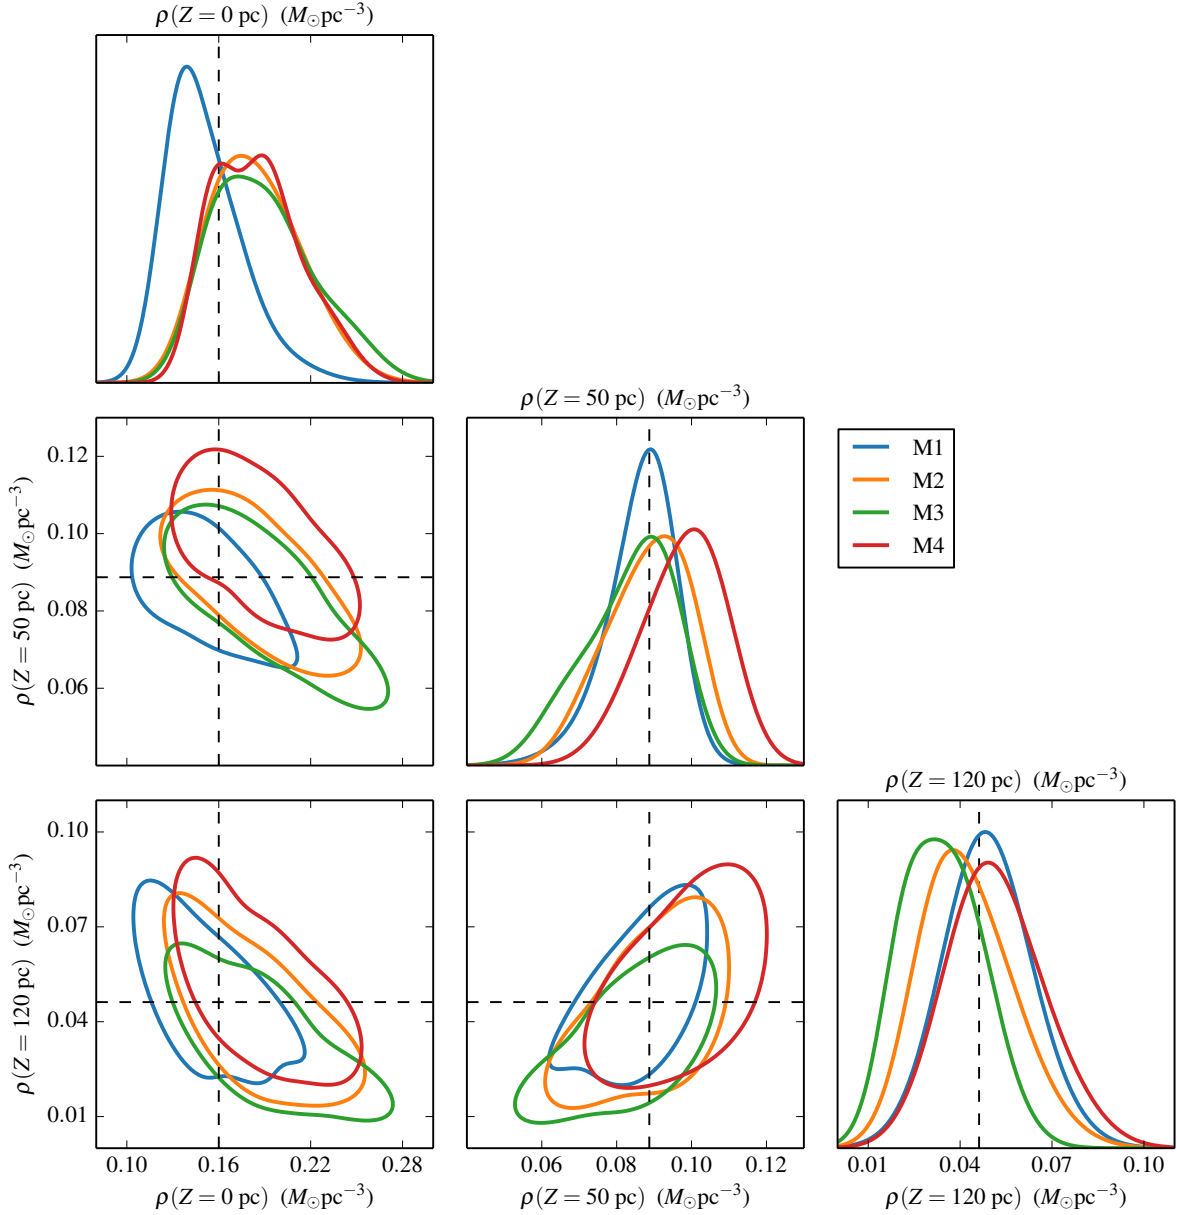 ρ(Z = 0 pc) (M☉pc⁻³)
ρ(Z = 50 pc) (M☉pc⁻³)
M1
M2
M3
M4
0.12
0.10
0.08
0.06
ρ(Z = 50 pc) (M☉pc⁻³)
ρ(Z = 120 pc) (M☉pc⁻³)
0.10
0.07
0.04
0.01
ρ(Z = 120 pc) (M☉pc⁻³)
0.10 0.16 0.22 0.28 0.06 0.08 0.10 0.12 0.01 0.04 0.07 0.10
ρ(Z = 0 pc) (M☉pc⁻³) ρ(Z = 50 pc) (M☉pc⁻³) ρ(Z = 120 pc) (M☉pc⁻³)